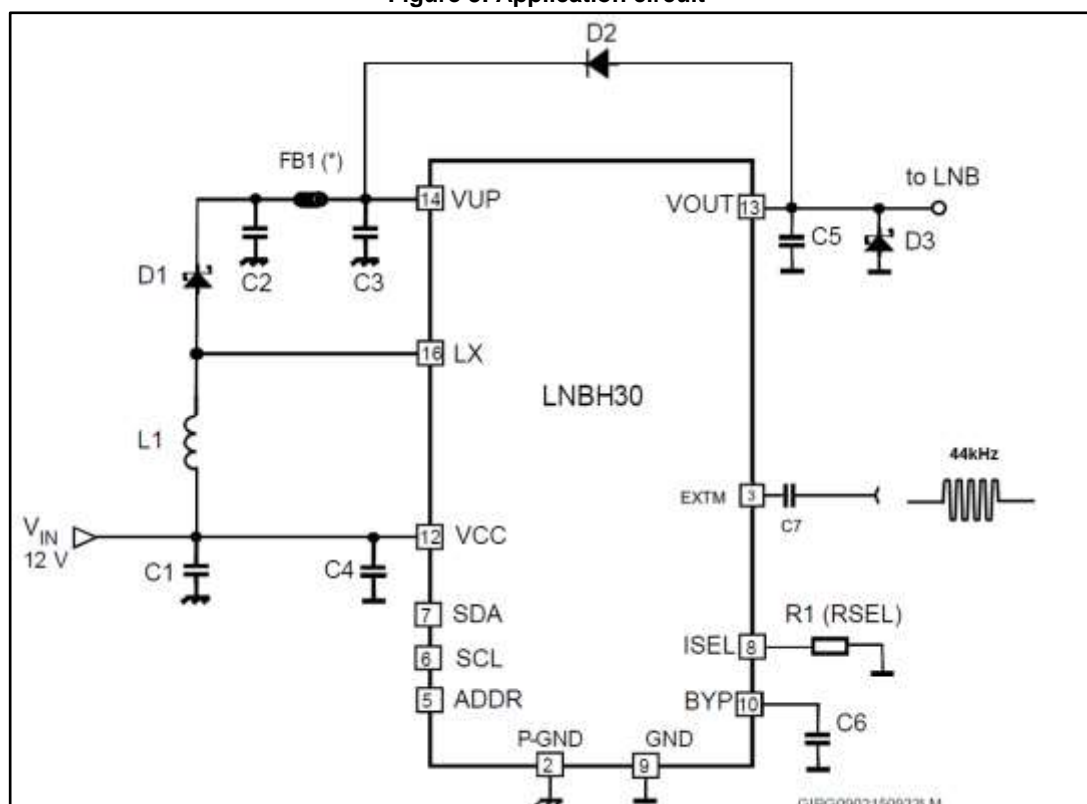 Figure 5. Application circuit
D2
FB1 (*)
14 VUP
VOUT 13
to LNB
C5
D3
D1
C2
C3
16 LX
LNBH30
L1
44kHz
EXTM 3
C7
VIN
12 V
12 VCC
C1
C4
7 SDA
6 SCL
5 ADDR
R1 (RSEL)
ISEL 8
BYP 10
C6
P-GND
GND
2
9